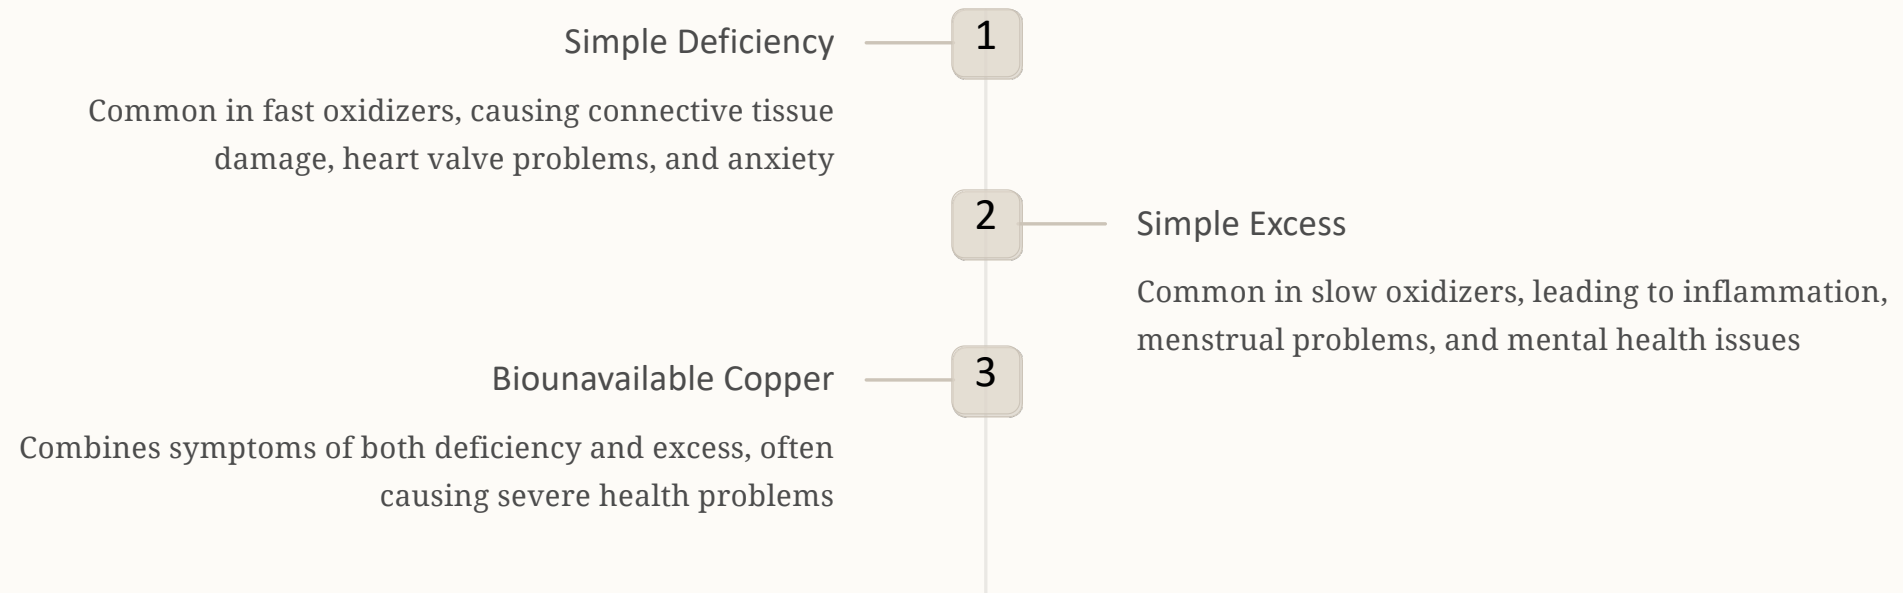 1
Simple Deficiency
Common in fast oxidizers, causing connective tissue
damage, heart valve problems, and anxiety
2
Simple Excess
Common in slow oxidizers, leading to inflammation,
menstrual problems, and mental health issues
3
Biounavailable Copper
Combines symptoms of both deficiency and excess, often
causing severe health problems